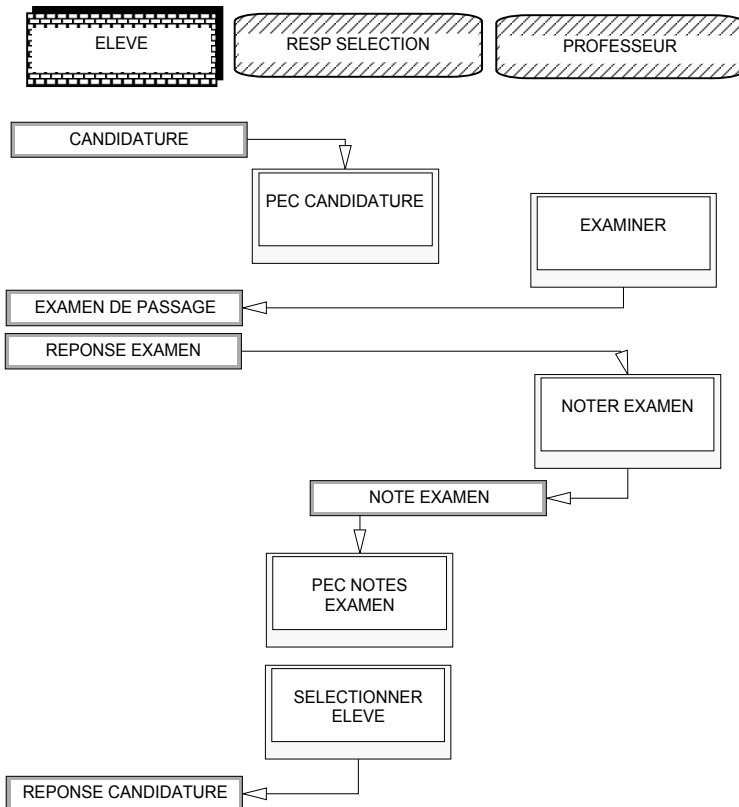 ELEVE
RESP SELECTION
PROFESSEUR
CANDIDATURE
PEC CANDIDATURE
EXAMINER
EXAMEN DE PASSAGE
REPONSE EXAMEN
NOTER EXAMEN
NOTE EXAMEN
PEC NOTES
EXAMEN
SELECTIONNER
ELEVE
REPONSE CANDIDATURE